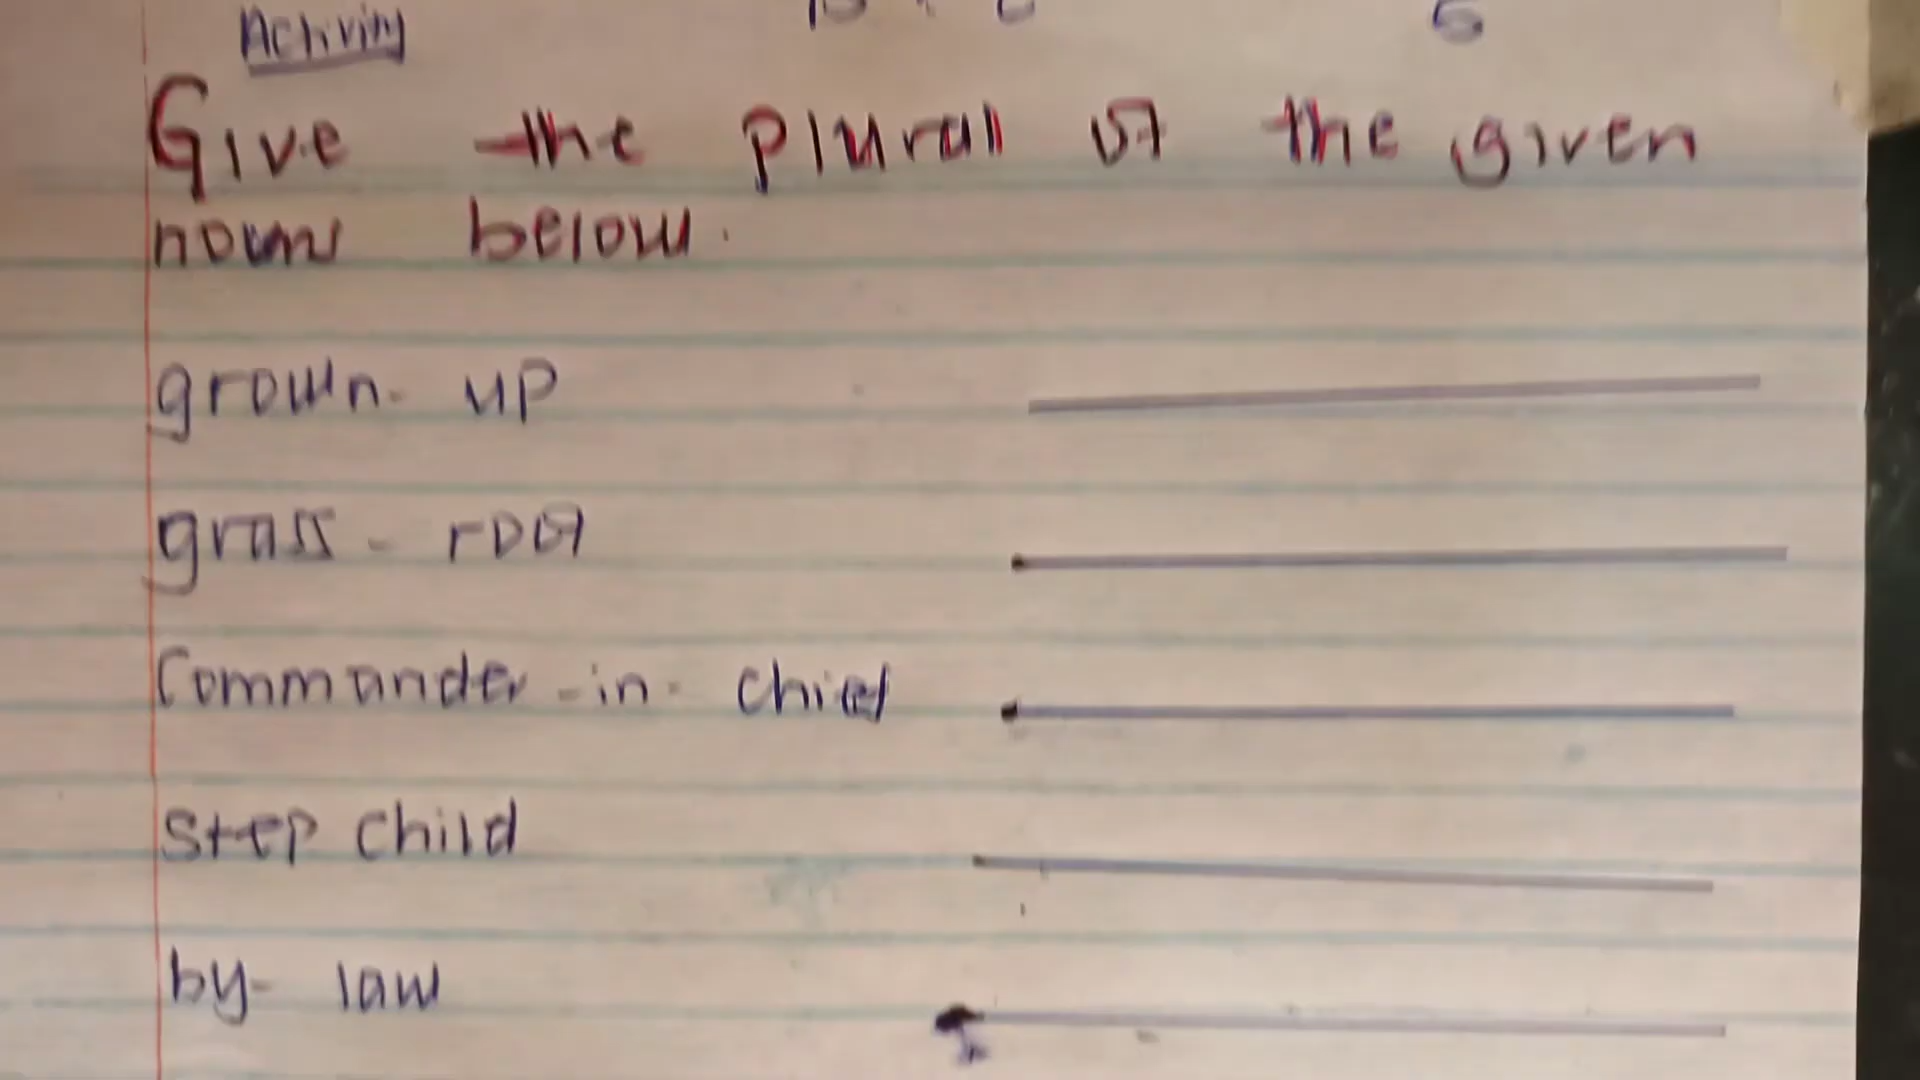 Activity
Give the plural of the given
nouns below.
grown-up
grass-root
Commander-in-chief
Step child
by-law